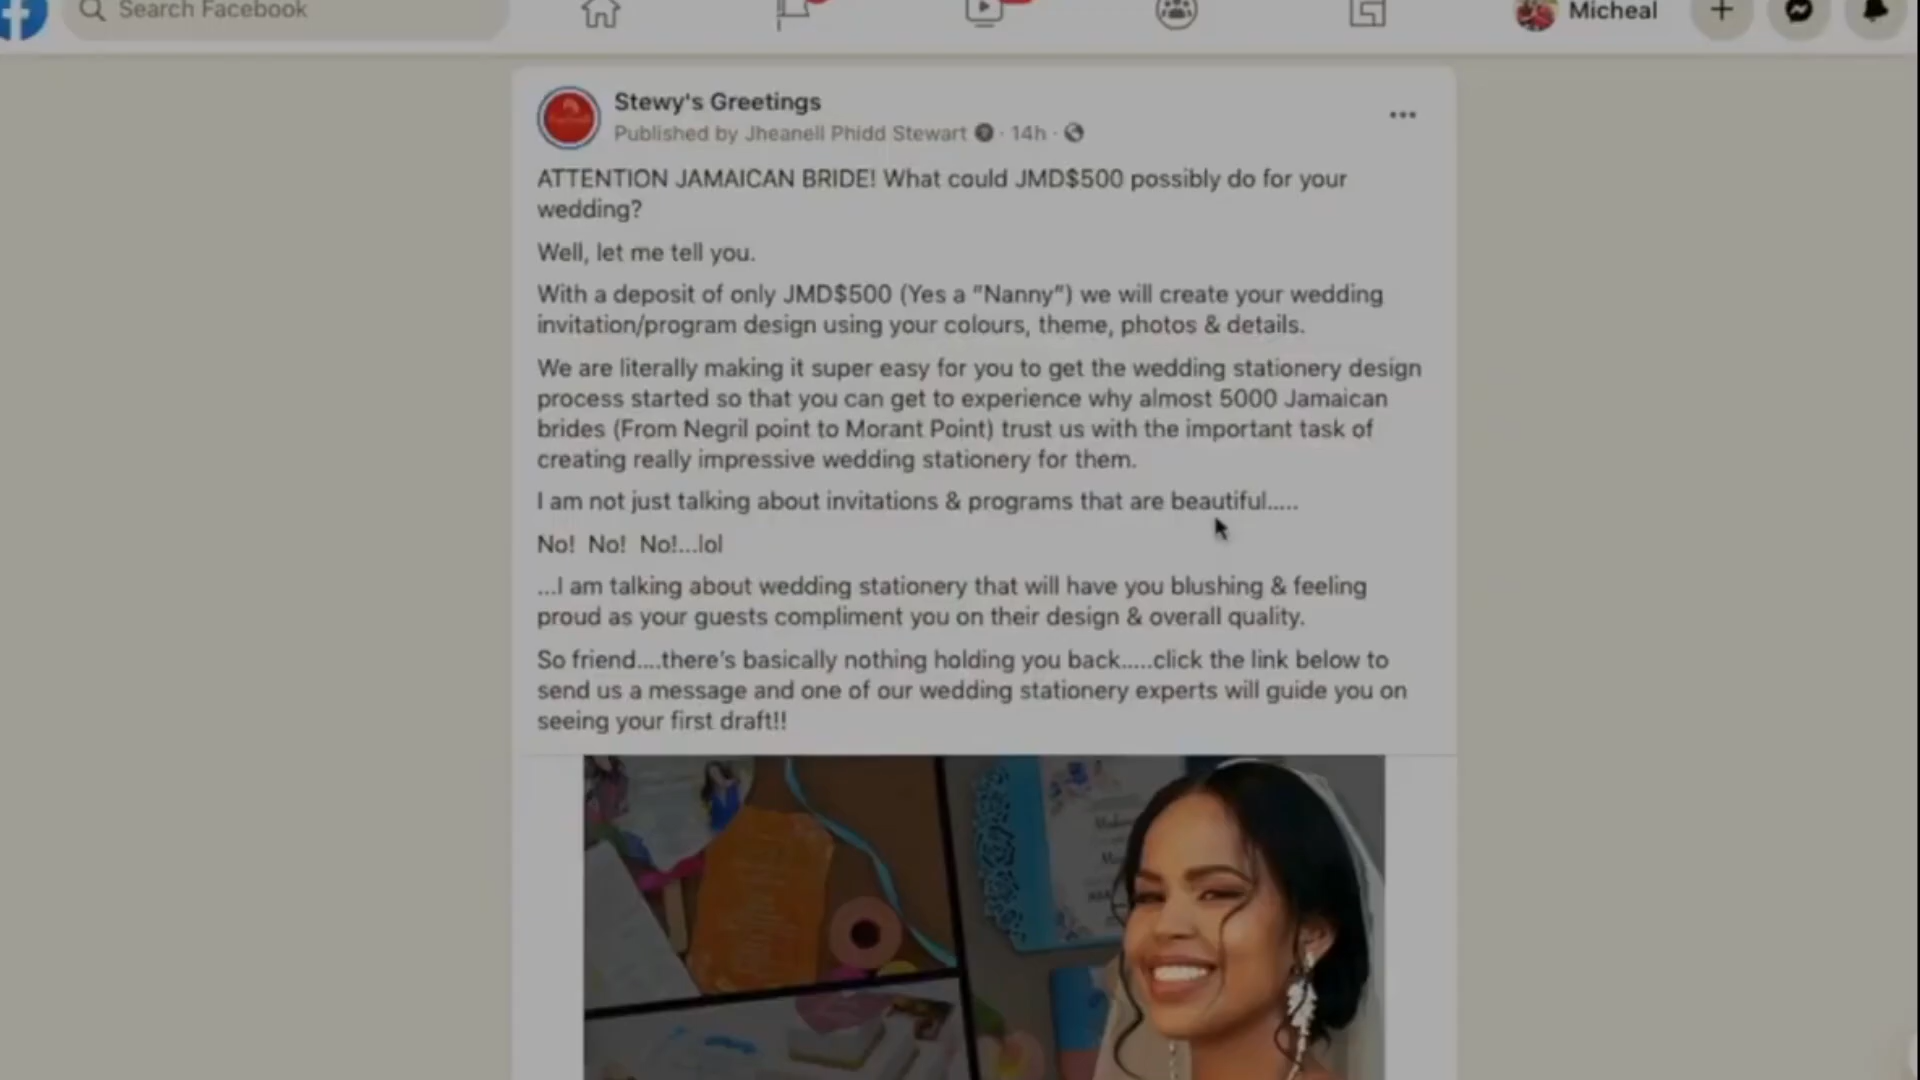 Search Facebook
Micheal
Stewy's Greetings
Published by Jheanell Phidd Stewart · 14h ·
ATTENTION JAMAICAN BRIDE! What could JMD$500 possibly do for your
wedding?
Well, let me tell you.
With a deposit of only JMD$500 (Yes a "Nanny") we will create your wedding
invitation/program design using your colours, theme, photos & details.
We are literally making it super easy for you to get the wedding stationery design
process started so that you can get to experience why almost 5000 Jamaican
brides (From Negril point to Morant Point) trust us with the important task of
creating really impressive wedding stationery for them.
I am not just talking about invitations & programs that are beautiful.....
No!  No!  No!...lol
...I am talking about wedding stationery that will have you blushing & feeling
proud as your guests compliment you on their design & overall quality.
So friend....there's basically nothing holding you back.....click the link below to
send us a message and one of our wedding stationery experts will guide you on
seeing your first draft!!